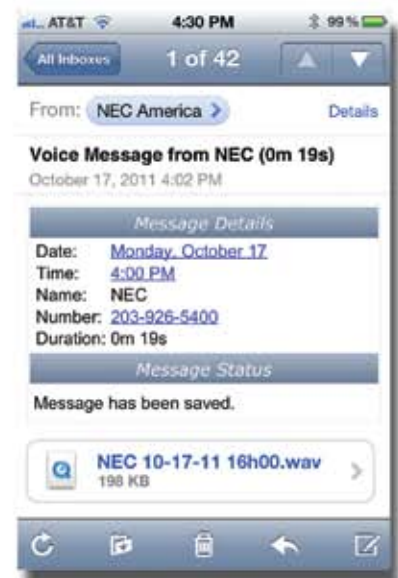 AT&T 4:30 PM 99%
All Inboxes 1 of 42
From: NEC America Details
Voice Message from NEC (0m 19s)
October 17, 2011 4:02 PM
Message Details
Date: Monday, October 17
Time: 4:00 PM
Name: NEC
Number: 203-926-5400
Duration: 0m 19s
Message Status
Message has been saved.
NEC 10-17-11 16h00.wav
198 KB